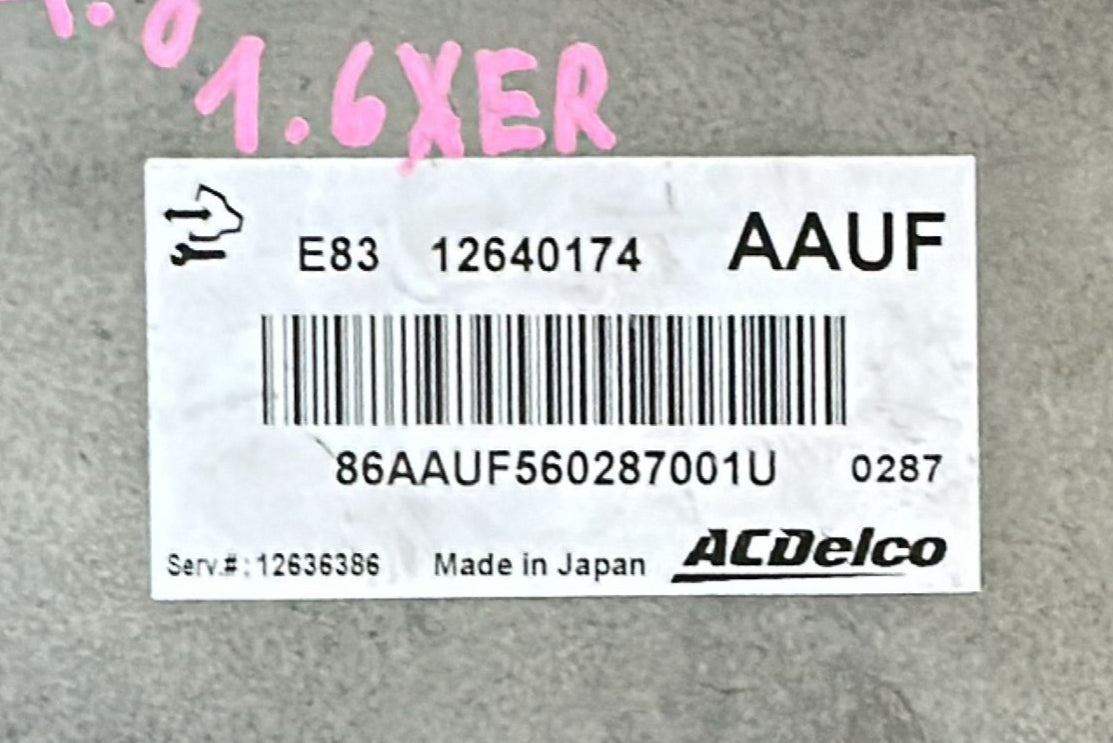 1.6XER
E83 12640174 AAUF
86AAUF560287001U 0287
Serv.#: 12636386 Made in Japan ACDelco